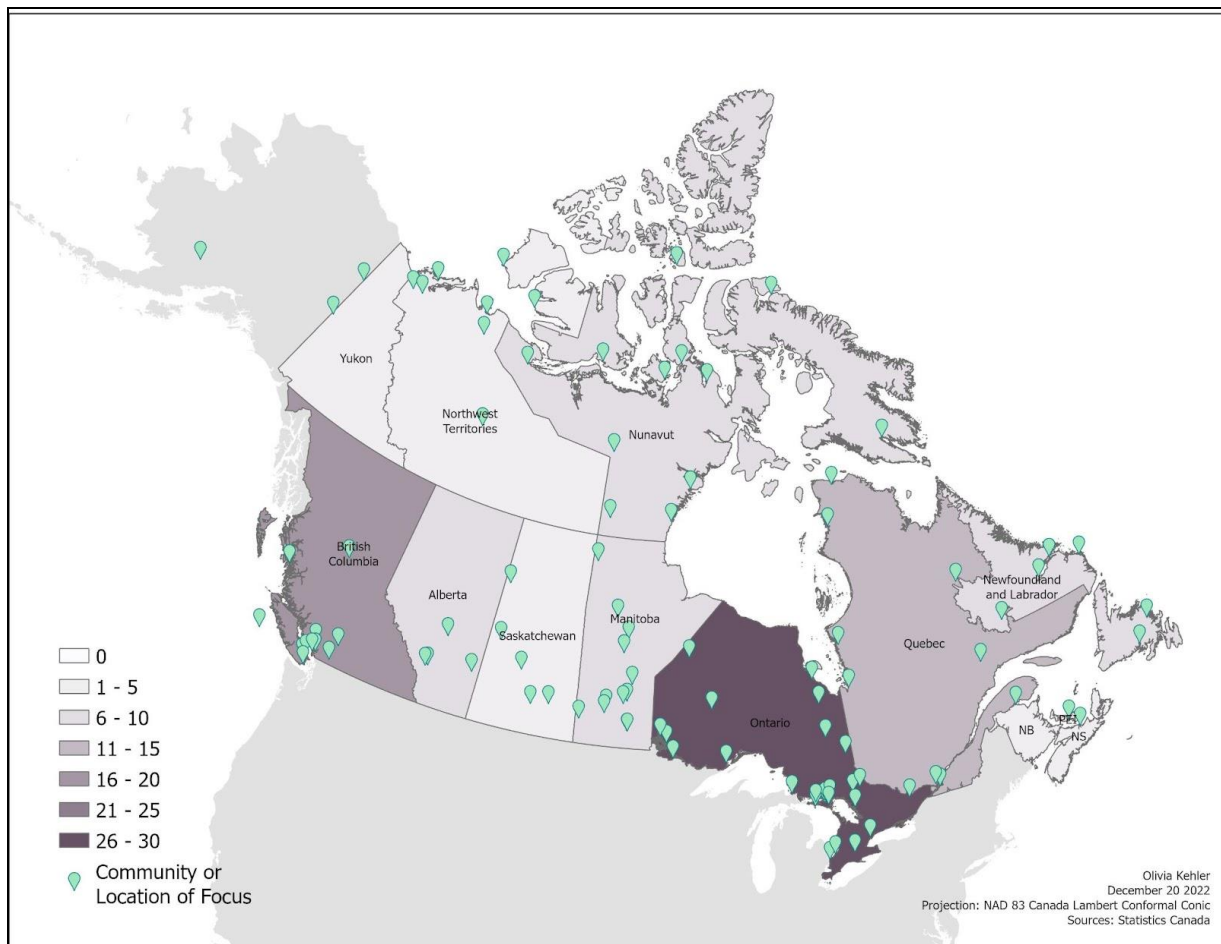 Yukon
Northwest
Territories
Nunavut
British
Columbia
Alberta
Saskatchewan
Manitoba
Newfoundland
and Labrador
Quebec
Ontario
PEI
NB
NS
0
1 - 5
6 - 10
11 - 15
16 - 20
21 - 25
26 - 30
Community or
Location of Focus
Olivia Kehler
December 20 2022
Projection: NAD 83 Canada Lambert Conformal Conic
Sources: Statistics Canada